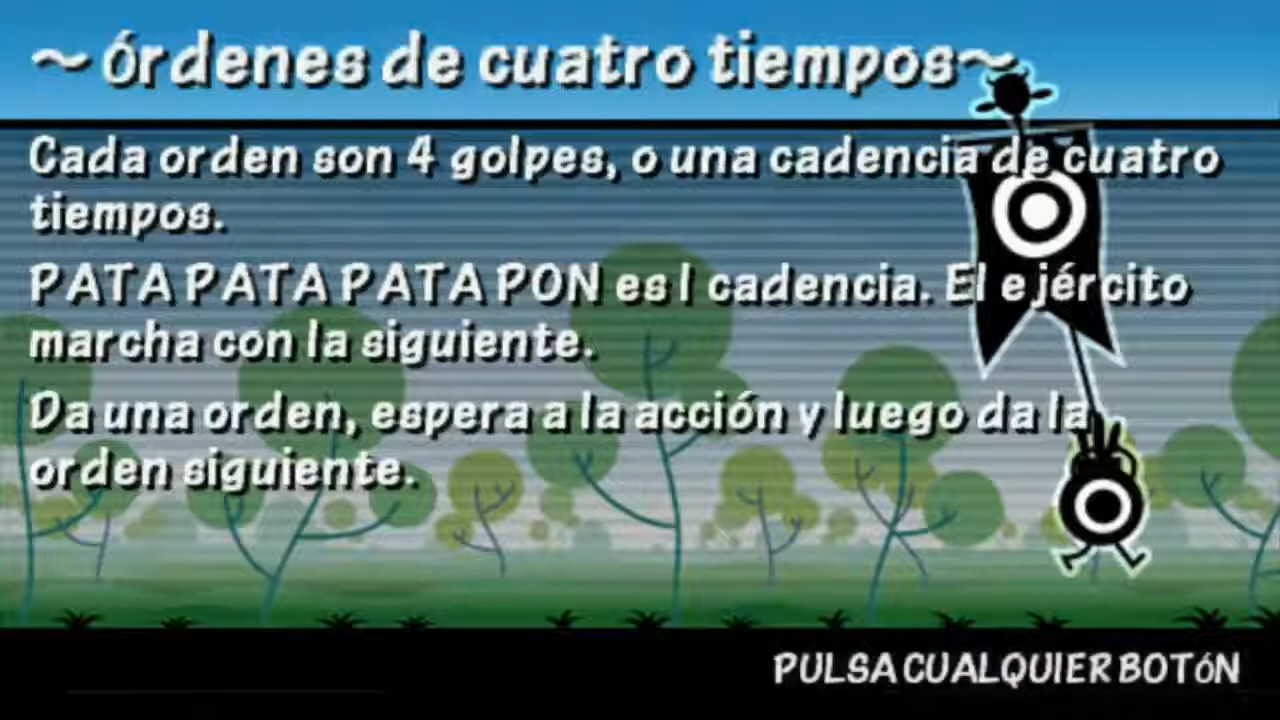 ~Órdenes de cuatro tiempos~
Cada orden son 4 golpes, o una cadencia de cuatro
tiempos.
PATA PATA PATA PON es l cadencia. El ejército
marcha con la siguiente.
Da una orden, espera a la acción y luego da la
orden siguiente.
PULSA CUALQUIER BOTÓN